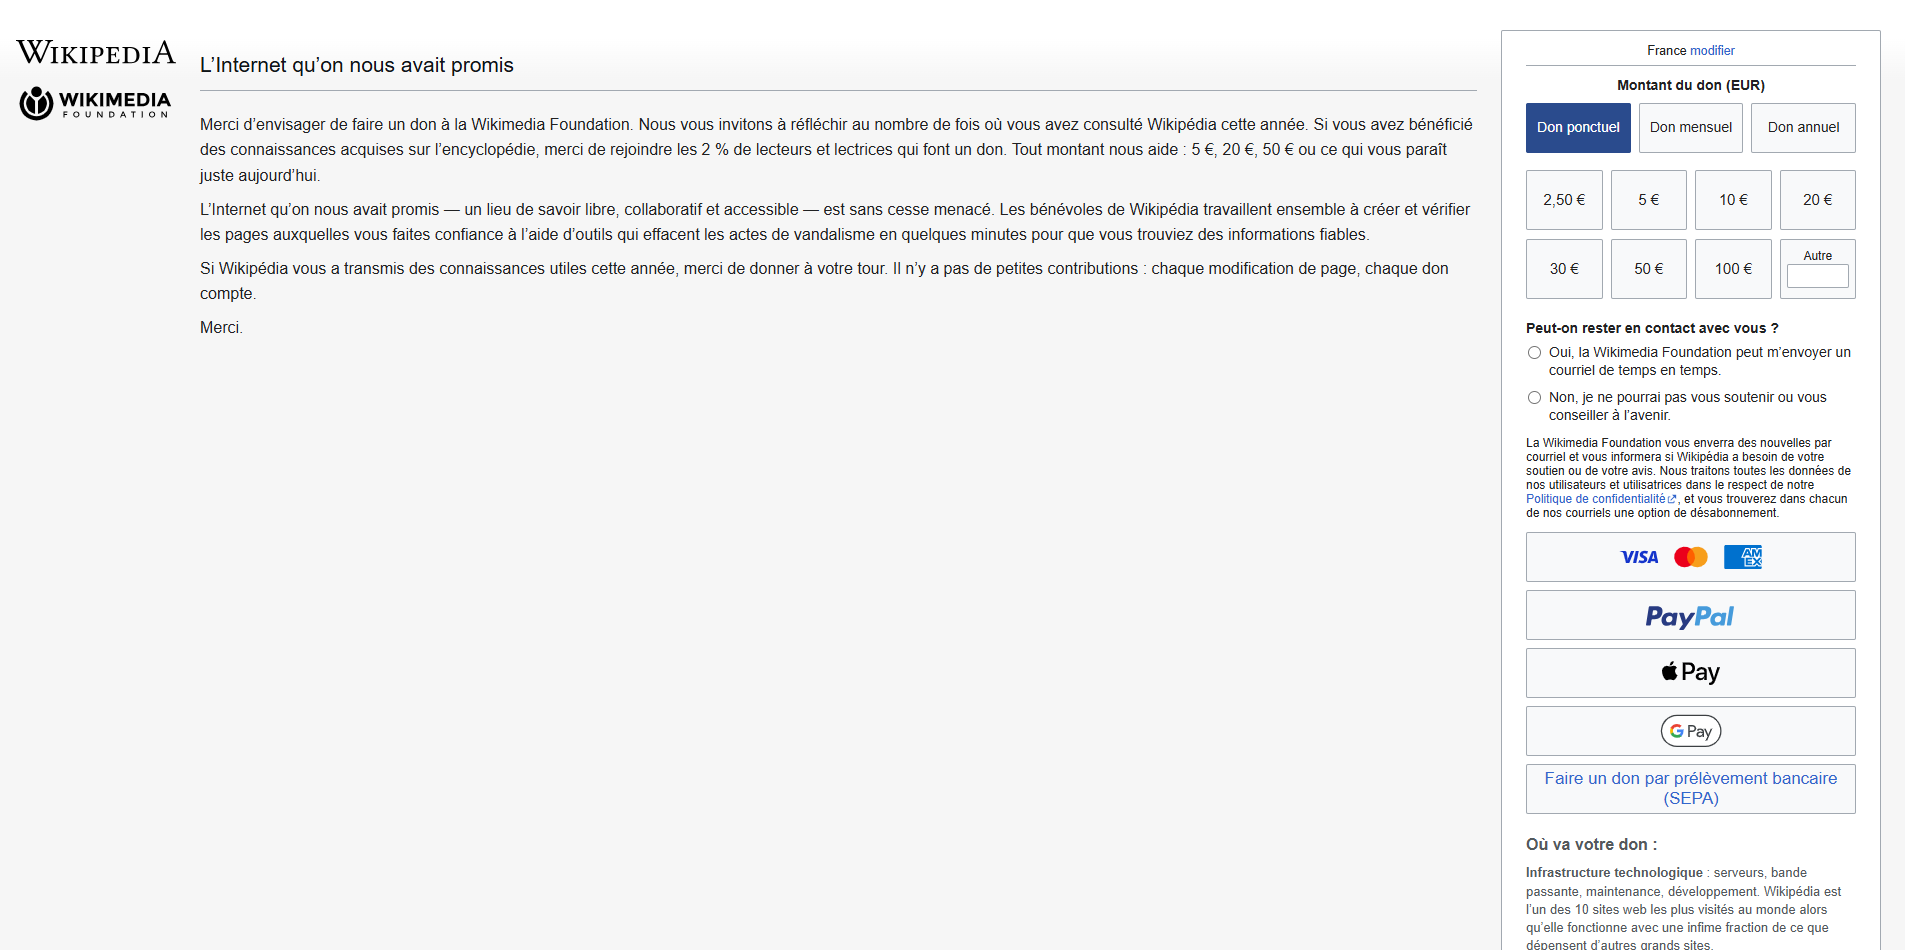 WIKIPEDIA
WIKIMEDIA
FOUNDATION
L’Internet qu’on nous avait promis
Merci d’envisager de faire un don à la Wikimedia Foundation. Nous vous invitons à réfléchir au nombre de fois où vous avez consulté Wikipédia cette année. Si vous avez bénéficié
des connaissances acquises sur l’encyclopédie, merci de rejoindre les 2 % de lecteurs et lectrices qui font un don. Tout montant nous aide : 5 €, 20 €, 50 € ou ce qui vous paraît
juste aujourd’hui.
L’Internet qu’on nous avait promis — un lieu de savoir libre, collaboratif et accessible — est sans cesse menacé. Les bénévoles de Wikipédia travaillent ensemble à créer et vérifier
les pages auxquelles vous faites confiance à l’aide d’outils qui effacent les actes de vandalisme en quelques minutes pour que vous trouviez des informations fiables.
Si Wikipédia vous a transmis des connaissances utiles cette année, merci de donner à votre tour. Il n’y a pas de petites contributions : chaque modification de page, chaque don
compte.
Merci.
France modifier
Montant du don (EUR)
Don ponctuel Don mensuel Don annuel
2,50 € 5 € 10 € 20 €
30 € 50 € 100 € Autre
Peut-on rester en contact avec vous ?
Oui, la Wikimedia Foundation peut m’envoyer un
courriel de temps en temps.
Non, je ne pourrai pas vous soutenir ou vous
conseiller à l’avenir.
La Wikimedia Foundation vous enverra des nouvelles par
courriel et vous informera si Wikipédia a besoin de votre
soutien ou de votre avis. Nous traitons toutes les données de
nos utilisateurs et utilisatrices dans le respect de notre
Politique de confidentialité, et vous trouverez dans chacun
de nos courriels une option de désabonnement.
VISA AMEX
PayPal
Pay
G Pay
Faire un don par prélèvement bancaire
(SEPA)
Où va votre don :
Infrastructure technologique : serveurs, bande
passante, maintenance, développement. Wikipédia est
l’un des 10 sites web les plus visités au monde alors
qu’elle fonctionne avec une infime fraction de ce que
dépensent d’autres grands sites.